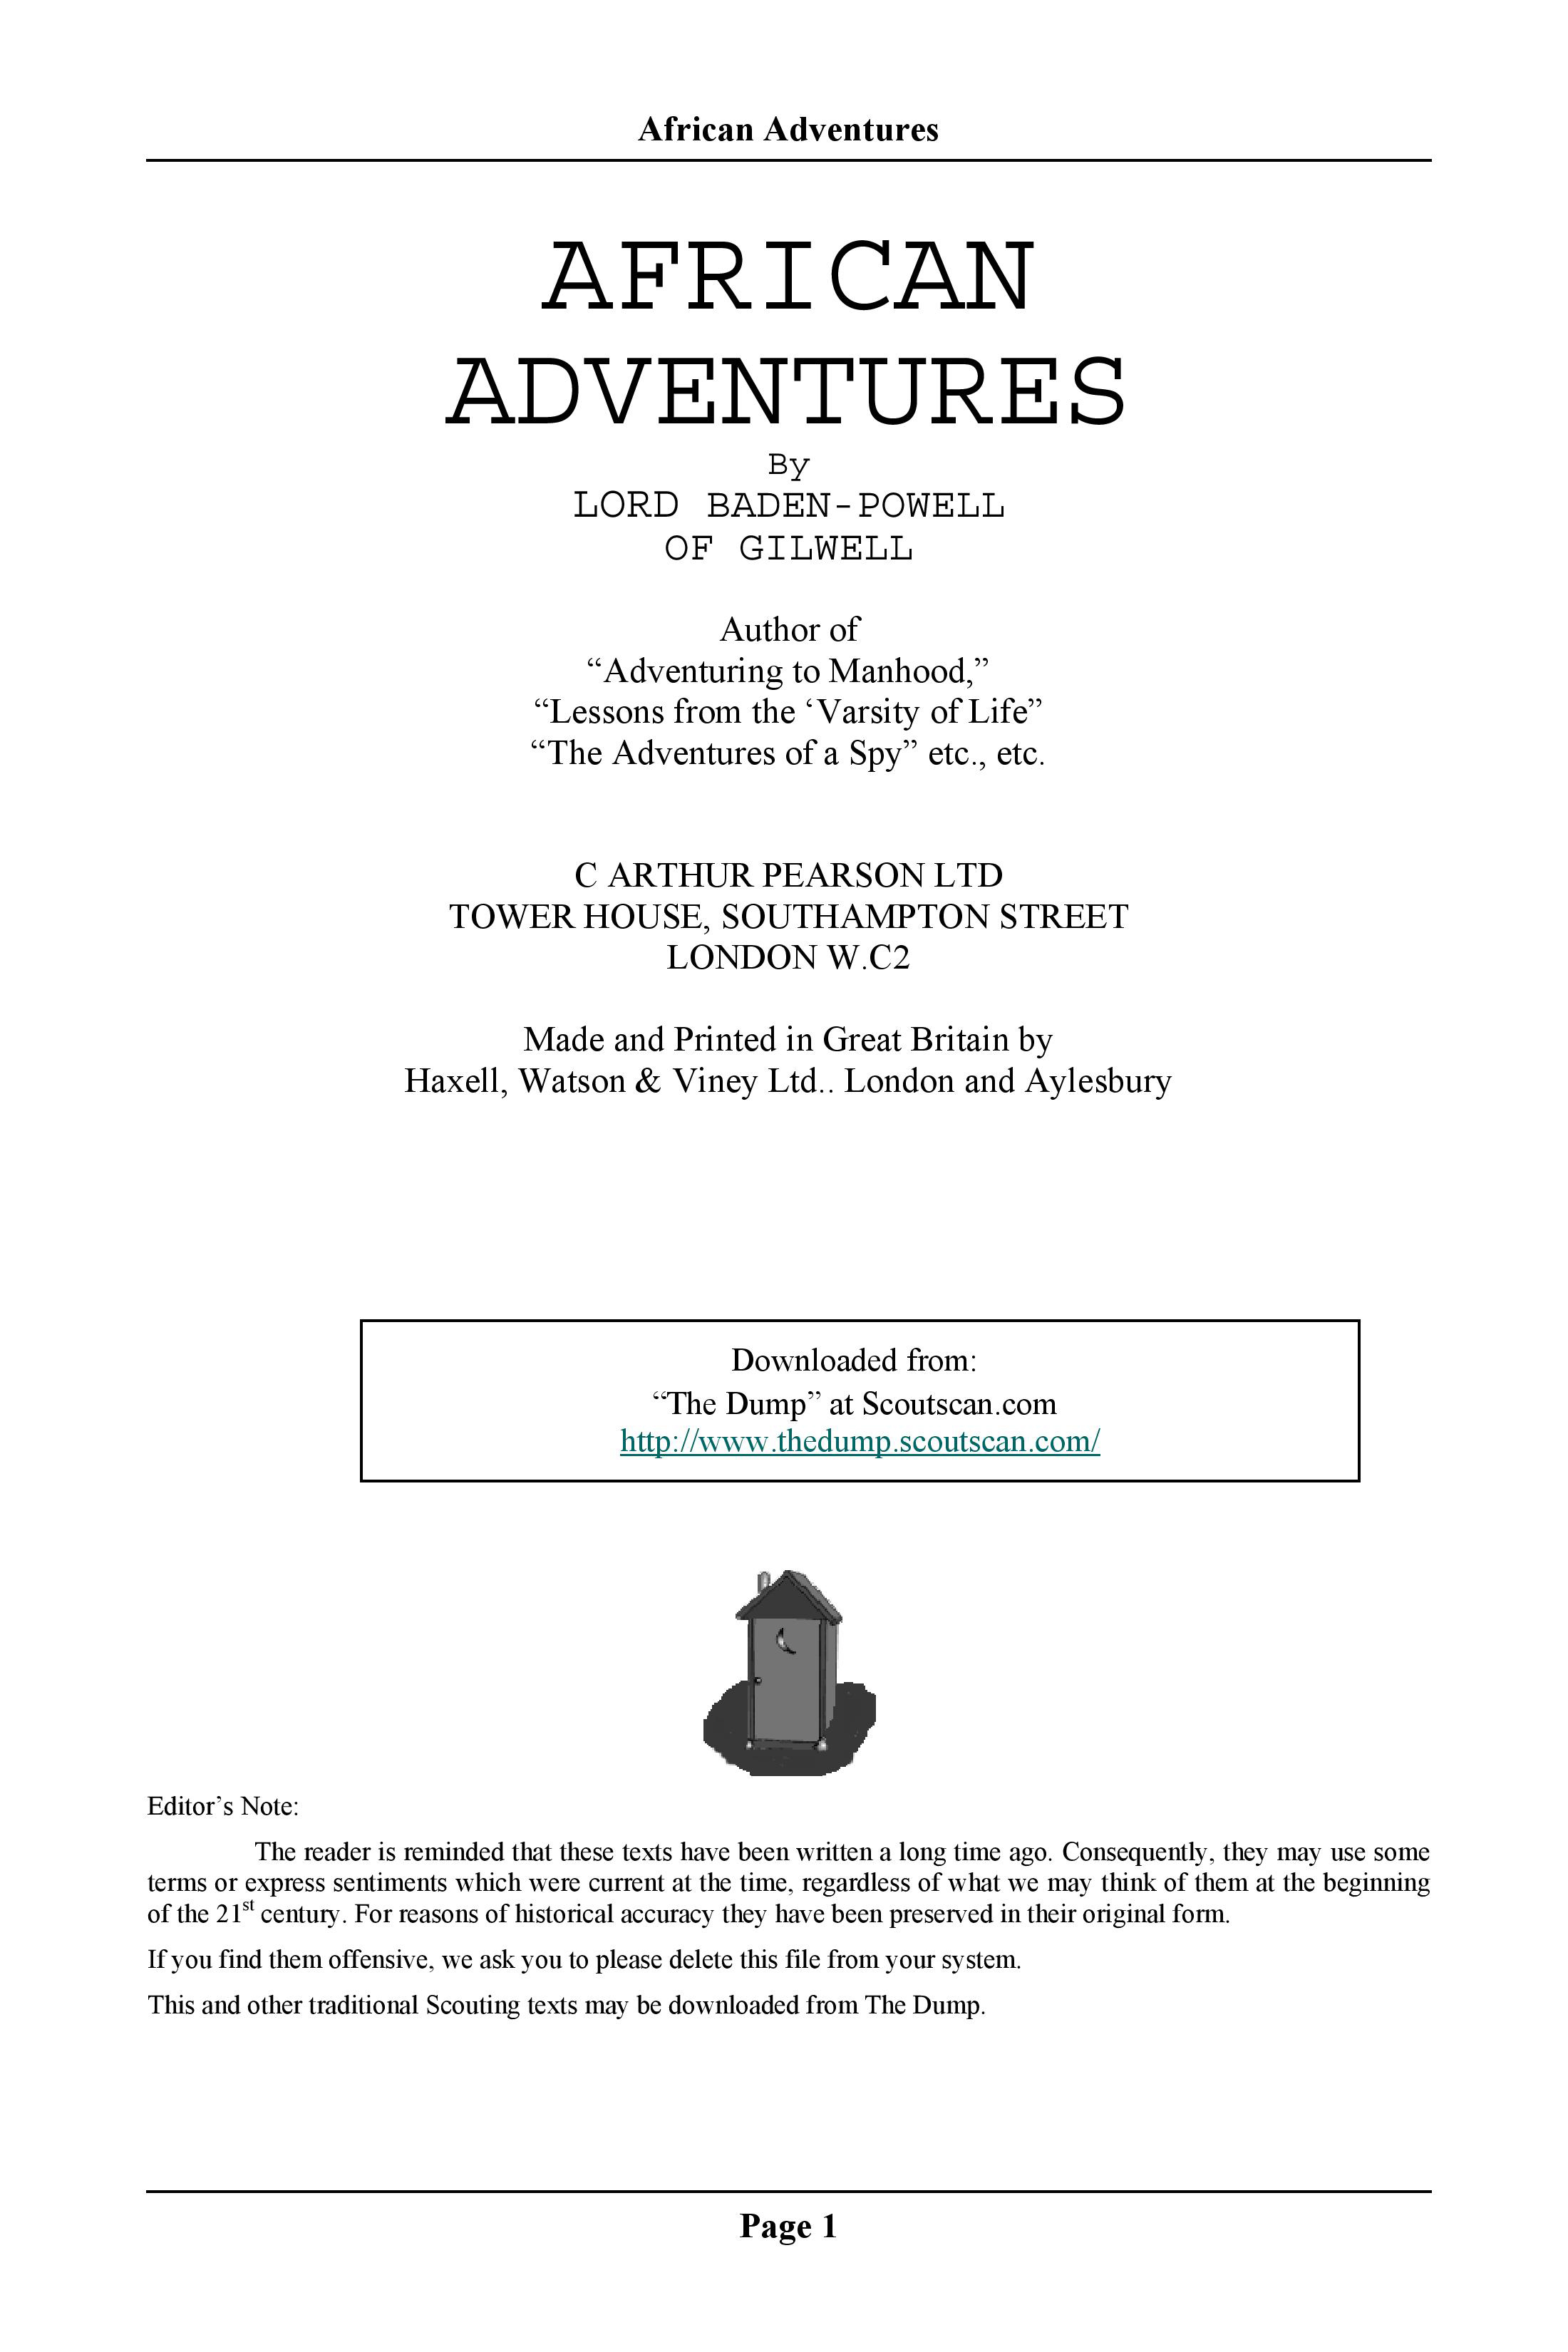 African Adventures
AFRICAN
ADVENTURES
By
LORD BADEN-POWELL
OF GILWELL
Author of
“Adventuring to Manhood,”
“Lessons from the ‘Varsity of Life”
“The Adventures of a Spy” etc., etc.
C ARTHUR PEARSON LTD
TOWER HOUSE, SOUTHAMPTON STREET
LONDON W.C2
Made and Printed in Great Britain by
Haxell, Watson & Viney Ltd.. London and Aylesbury
Downloaded from:
“The Dump” at Scoutscan.com
http://www.thedump.scoutscan.com/
Editor’s Note:
The reader is reminded that these texts have been written a long time ago. Consequently, they may use some
terms or express sentiments which were current at the time, regardless of what we may think of them at the beginning
of the 21st century. For reasons of historical accuracy they have been preserved in their original form.
If you find them offensive, we ask you to please delete this file from your system.
This and other traditional Scouting texts may be downloaded from The Dump.
Page 1